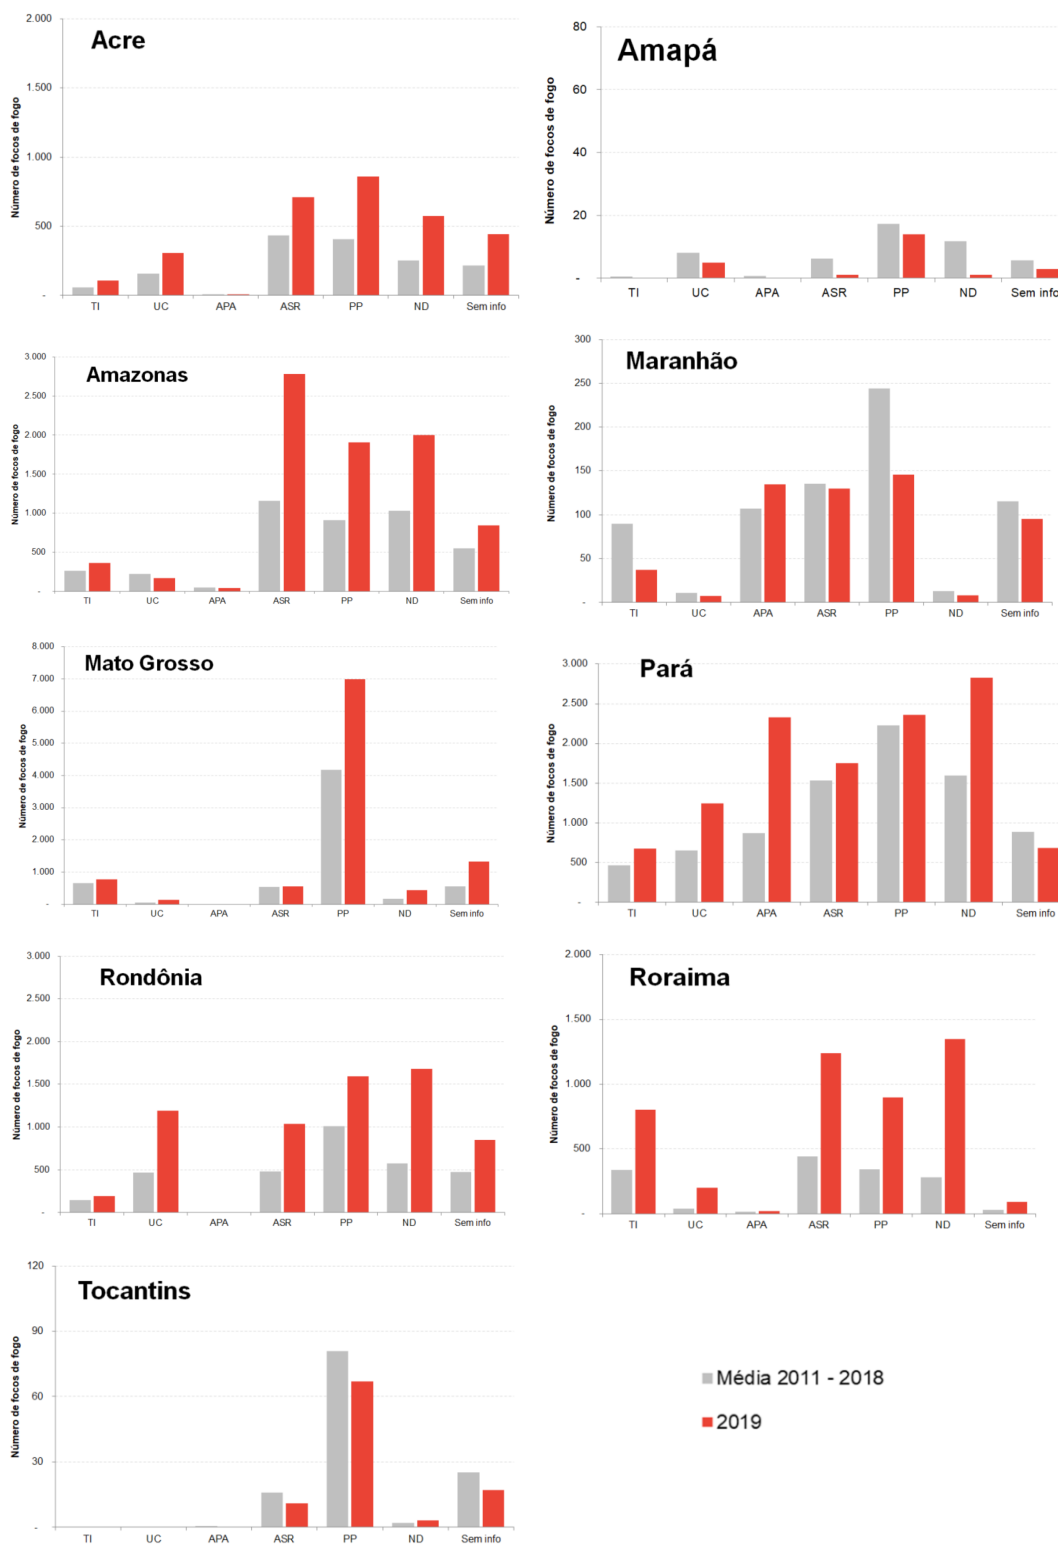 Acre
Número de focos de fogo
2.000
1.500
1.000
500
-
TI UC APA ASR PP ND Sem info
Amapá
Número de focos de fogo
80
60
40
20
-
TI UC APA ASR PP ND Sem info
Amazonas
Número de focos de fogo
3.000
2.500
2.000
1.500
1.000
500
-
TI UC APA ASR PP ND Sem info
Maranhão
Número de focos de fogo
300
250
200
150
100
50
-
TI UC APA ASR PP ND Sem info
Mato Grosso
Número de focos de fogo
8.000
7.000
6.000
5.000
4.000
3.000
2.000
1.000
-
TI UC APA ASR PP ND Sem info
Pará
Número de focos de fogo
3.000
2.500
2.000
1.500
1.000
500
-
TI UC APA ASR PP ND Sem info
Rondônia
Número de focos de fogo
3.000
2.500
2.000
1.500
1.000
500
-
TI UC APA ASR PP ND Sem info
Roraima
Número de focos de fogo
2.000
1.500
1.000
500
-
TI UC APA ASR PP ND Sem info
Tocantins
Número de focos de fogo
120
90
60
30
-
TI UC APA ASR PP ND Sem info
Média 2011 - 2018
2019